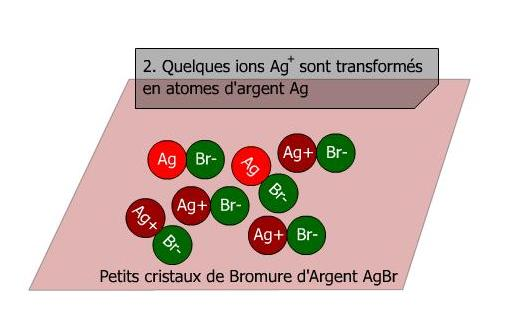 2. Quelques ions Ag⁺ sont transformés
en atomes d'argent Ag
Ag Br- Ag Ag+ Br-
Br-
Ag+ Ag+ Br-
Br- Ag+ Br-
Petits cristaux de Bromure d'Argent AgBr